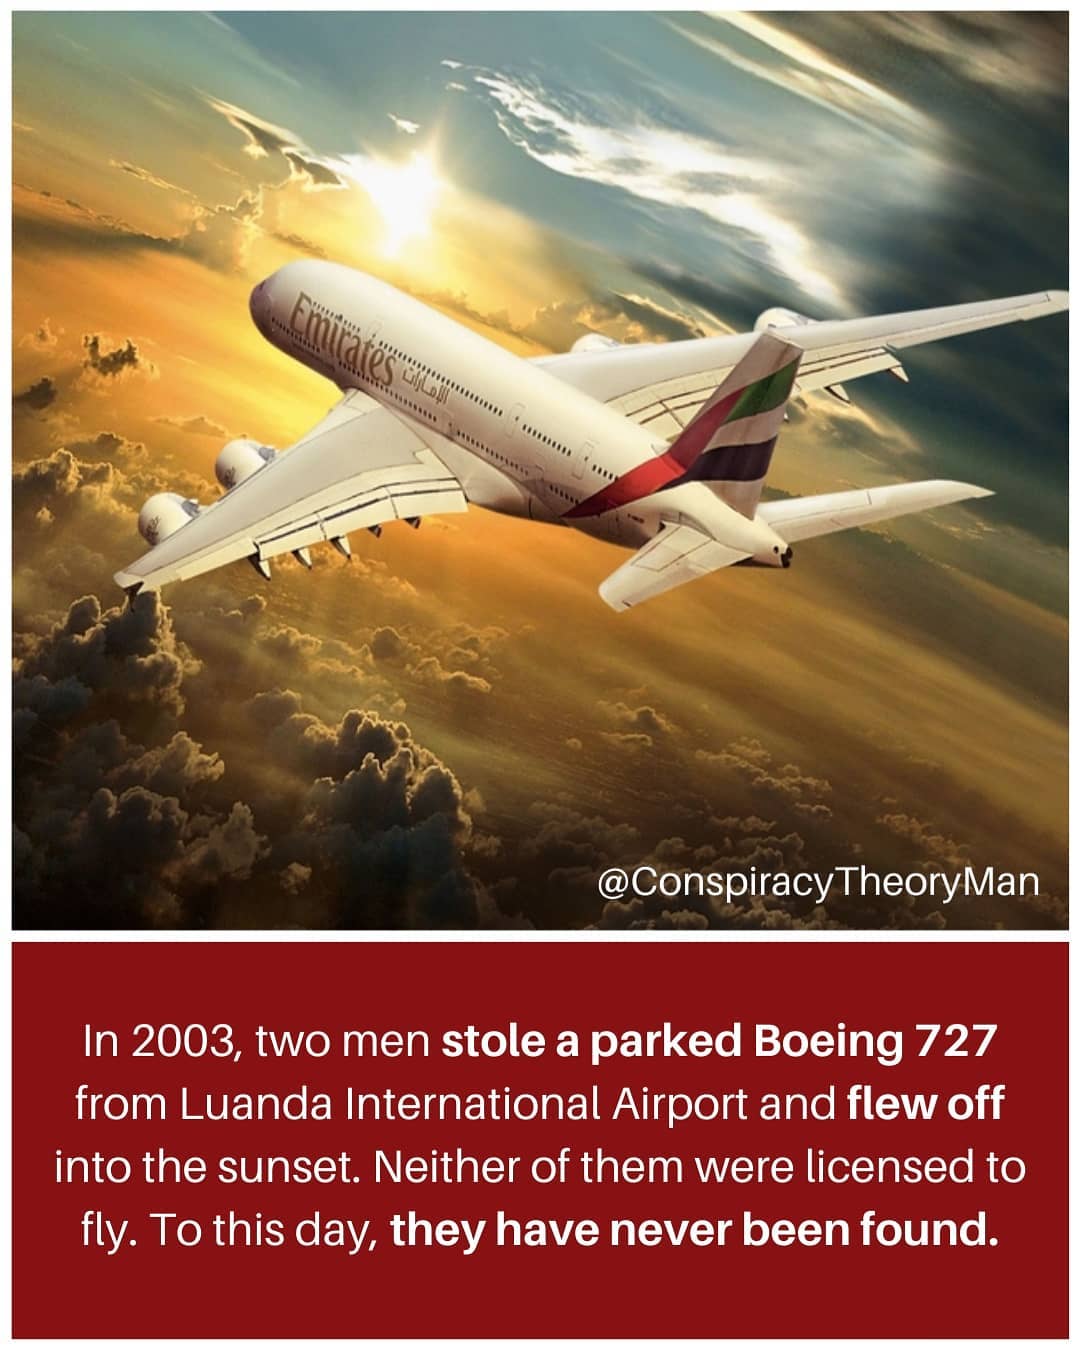 Emirates
الإمارات
@ConspiracyTheoryMan
In 2003, two men stole a parked Boeing 727
from Luanda International Airport and flew off
into the sunset. Neither of them were licensed to
fly. To this day, they have never been found.